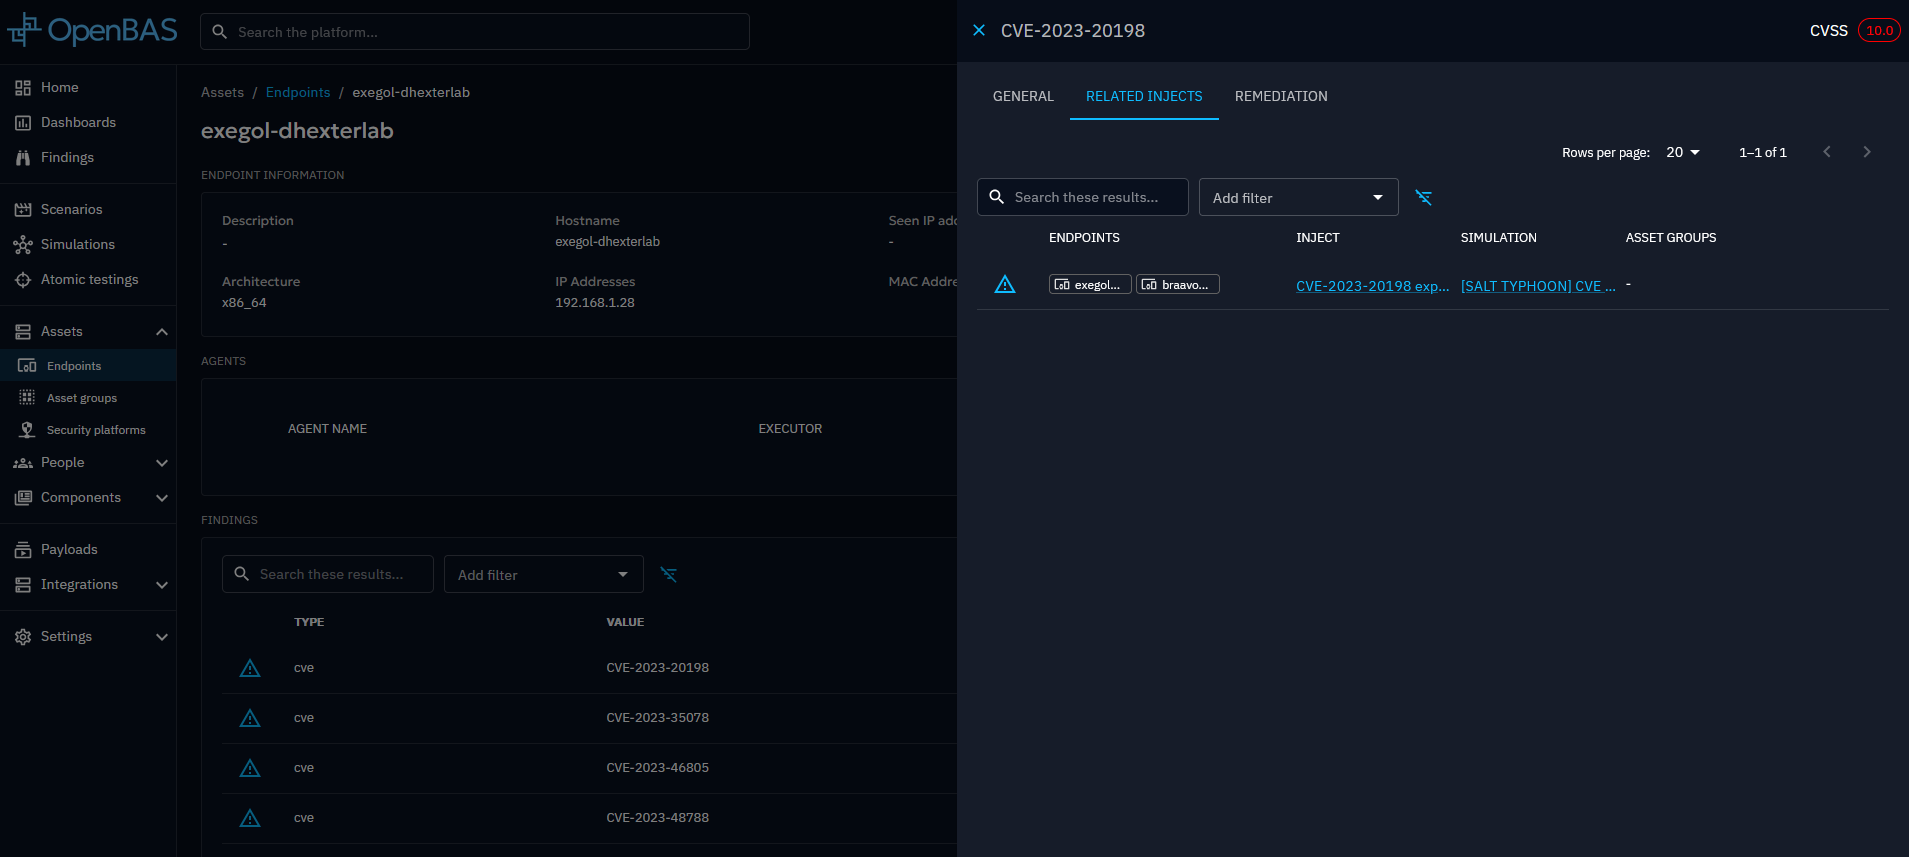 OpenBAS
Search the platform...
Home
Dashboards
Findings
Scenarios
Simulations
Atomic testings
Assets
Endpoints
Asset groups
Security platforms
People
Components
Payloads
Integrations
Settings
Assets / Endpoints / exegol-dhexterlab
exegol-dhexterlab
ENDPOINT INFORMATION
Description Hostname Seen IP add
- exegol-dhexterlab -
Architecture IP Addresses MAC Addre
x86_64 192.168.1.28
AGENTS
AGENT NAME EXECUTOR
FINDINGS
Search these results... Add filter
TYPE VALUE
cve CVE-2023-20198
cve CVE-2023-35078
cve CVE-2023-46805
cve CVE-2023-48788
CVE-2023-20198 CVSS 10.0
GENERAL RELATED INJECTS REMEDIATION
Rows per page: 20 1–1 of 1
Search these results... Add filter
ENDPOINTS INJECT SIMULATION ASSET GROUPS
exegol... braavo... CVE-2023-20198 exp... [SALT TYPHOON] CVE ... -